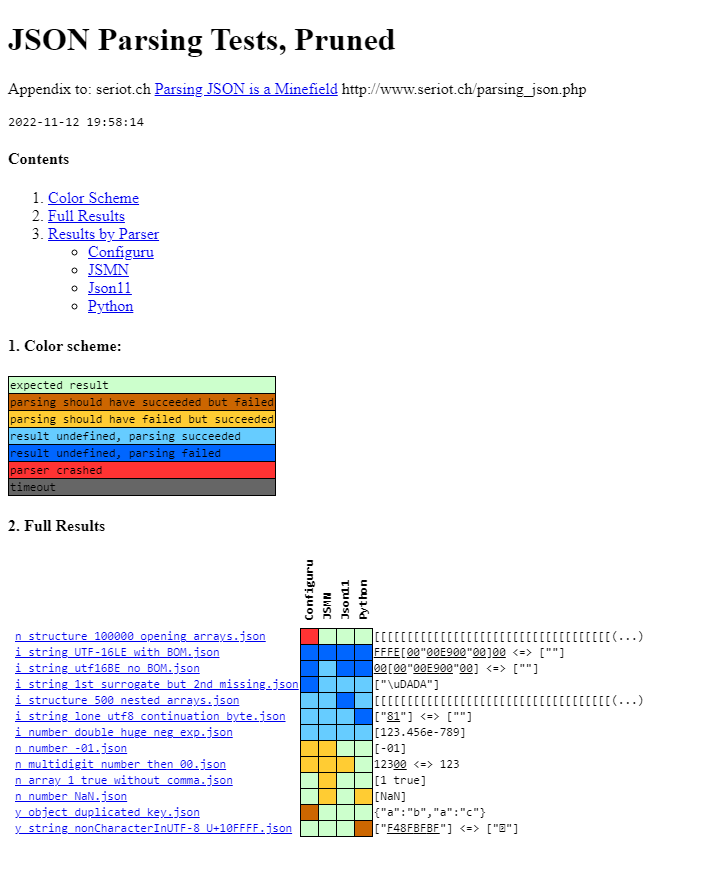 JSON Parsing Tests, Pruned
Appendix to: seriot.ch Parsing JSON is a Minefield http://www.seriot.ch/parsing_json.php
2022-11-12 19:58:14
Contents
1. Color Scheme
2. Full Results
3. Results by Parser
Configuru
JSMN
Json11
Python
1. Color scheme:
expected result
parsing should have succeeded but failed
parsing should have failed but succeeded
result undefined, parsing succeeded
result undefined, parsing failed
parser crashed
timeout
2. Full Results
Configuru JSMN Json11 Python
n_structure_100000_opening_arrays.json [[[[[[[[[[[[[[[[[[[[[[[[[[[[[[[[[[[[(...)
i_string_UTF-16LE_with_BOM.json FFFE[00"00E900"00]00 <=> [""]
i_string_utf16BE_no_BOM.json 00[00"00E900"00] <=> [""]
i_string_1st_surrogate_but_2nd_missing.json ["\uDADA"]
i_structure_500_nested_arrays.json [[[[[[[[[[[[[[[[[[[[[[[[[[[[[[[[[[[[(...)
i_string_lone_utf8_continuation_byte.json ["81"] <=> [""]
i_number_double_huge_neg_exp.json [123.456e-789]
n_number_-01.json [-01]
n_multidigit_number_then_00.json 12300 <=> 123
n_array_1_true_without_comma.json [1 true]
n_number_NaN.json [NaN]
y_object_duplicated_key.json {"a":"b","a":"c"}
y_string_nonCharacterInUTF-8_U+10FFFF.json ["F48FBFBF"] <=> [""]